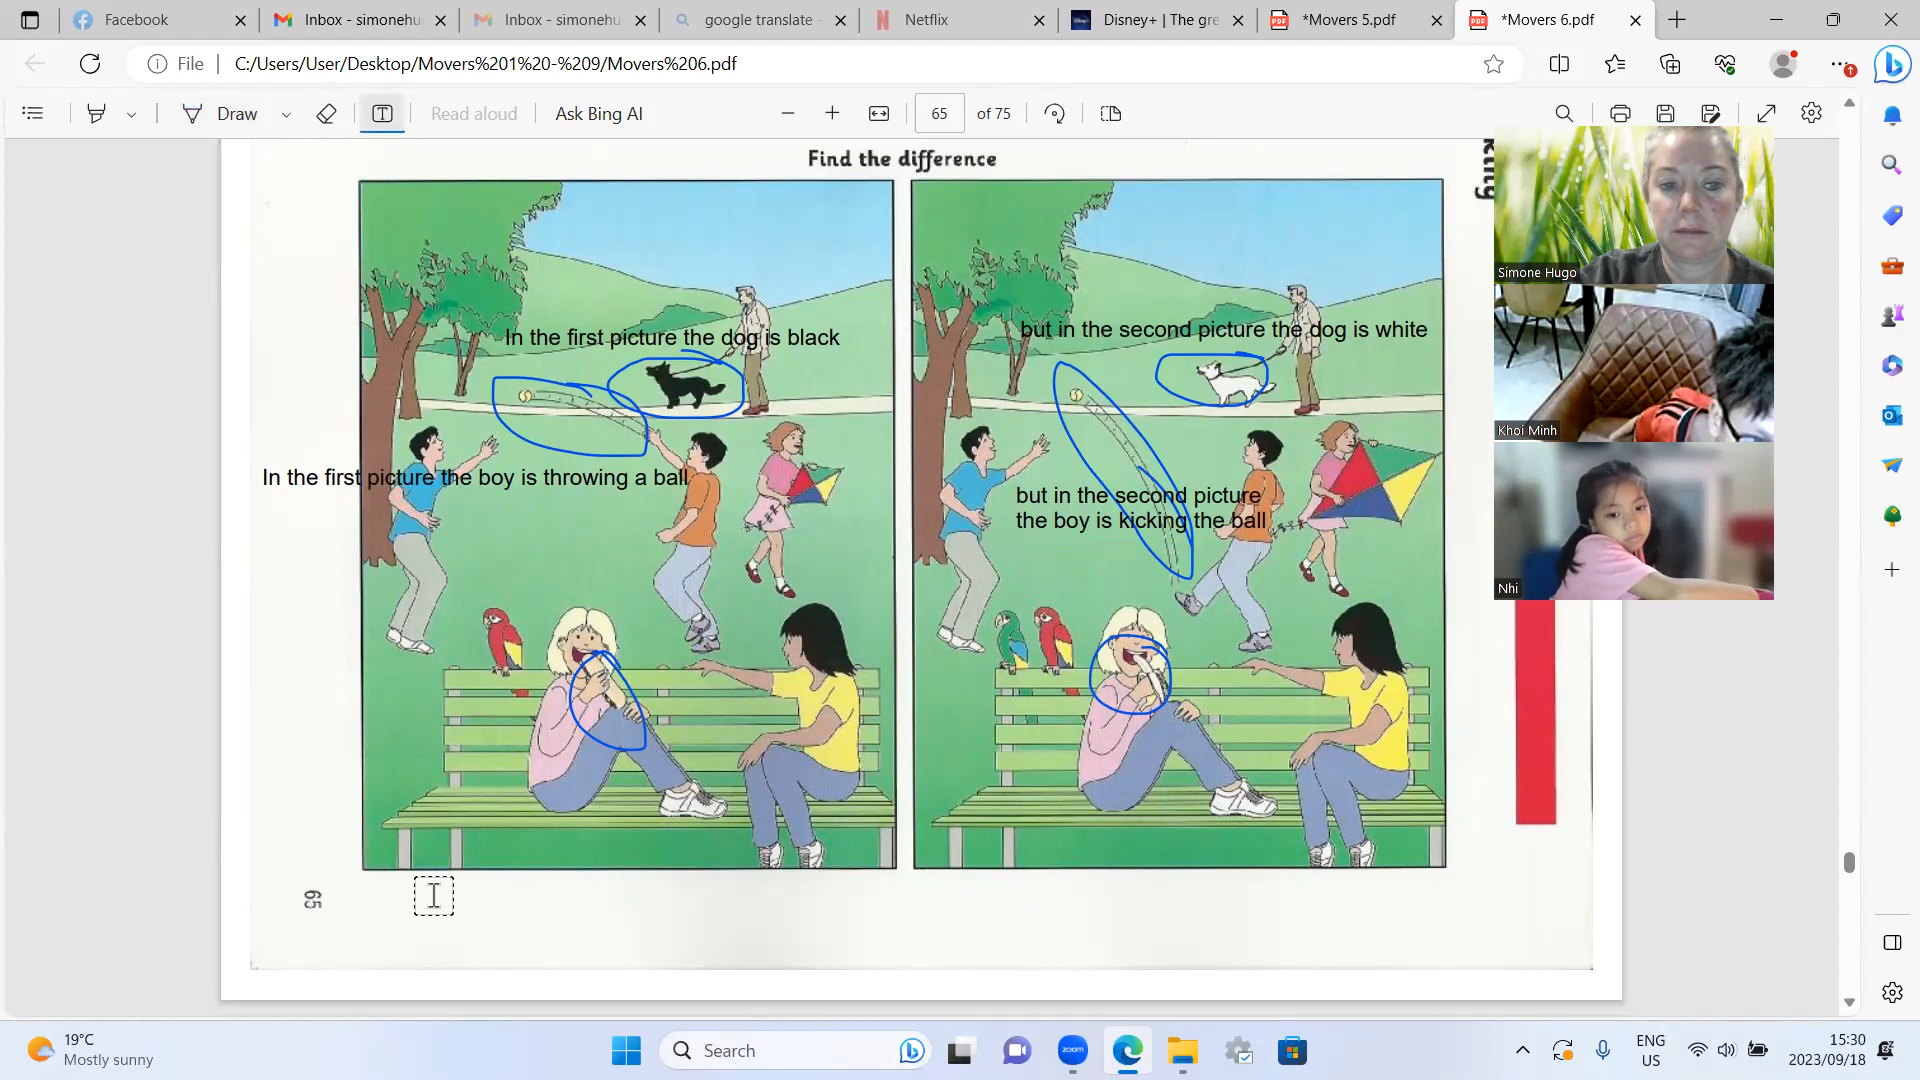 Facebook
Inbox - simonehu
Inbox - simonehu
google translate -
Netflix
Disney+ | The gre
*Movers 5.pdf
*Movers 6.pdf
File
C:/Users/User/Desktop/Movers%201%20-%209/Movers%206.pdf
Draw
Read aloud
Ask Bing AI
65
of 75
Find the difference
In the first picture the dog is black
but in the second picture the dog is white
In the first picture the boy is throwing a ball
but in the second picture
the boy is kicking the ball
65
Simone Hugo
Khoi Minh
Nhi
19°C
Mostly sunny
Search
zoom
ENG
US
15:30
2023/09/18